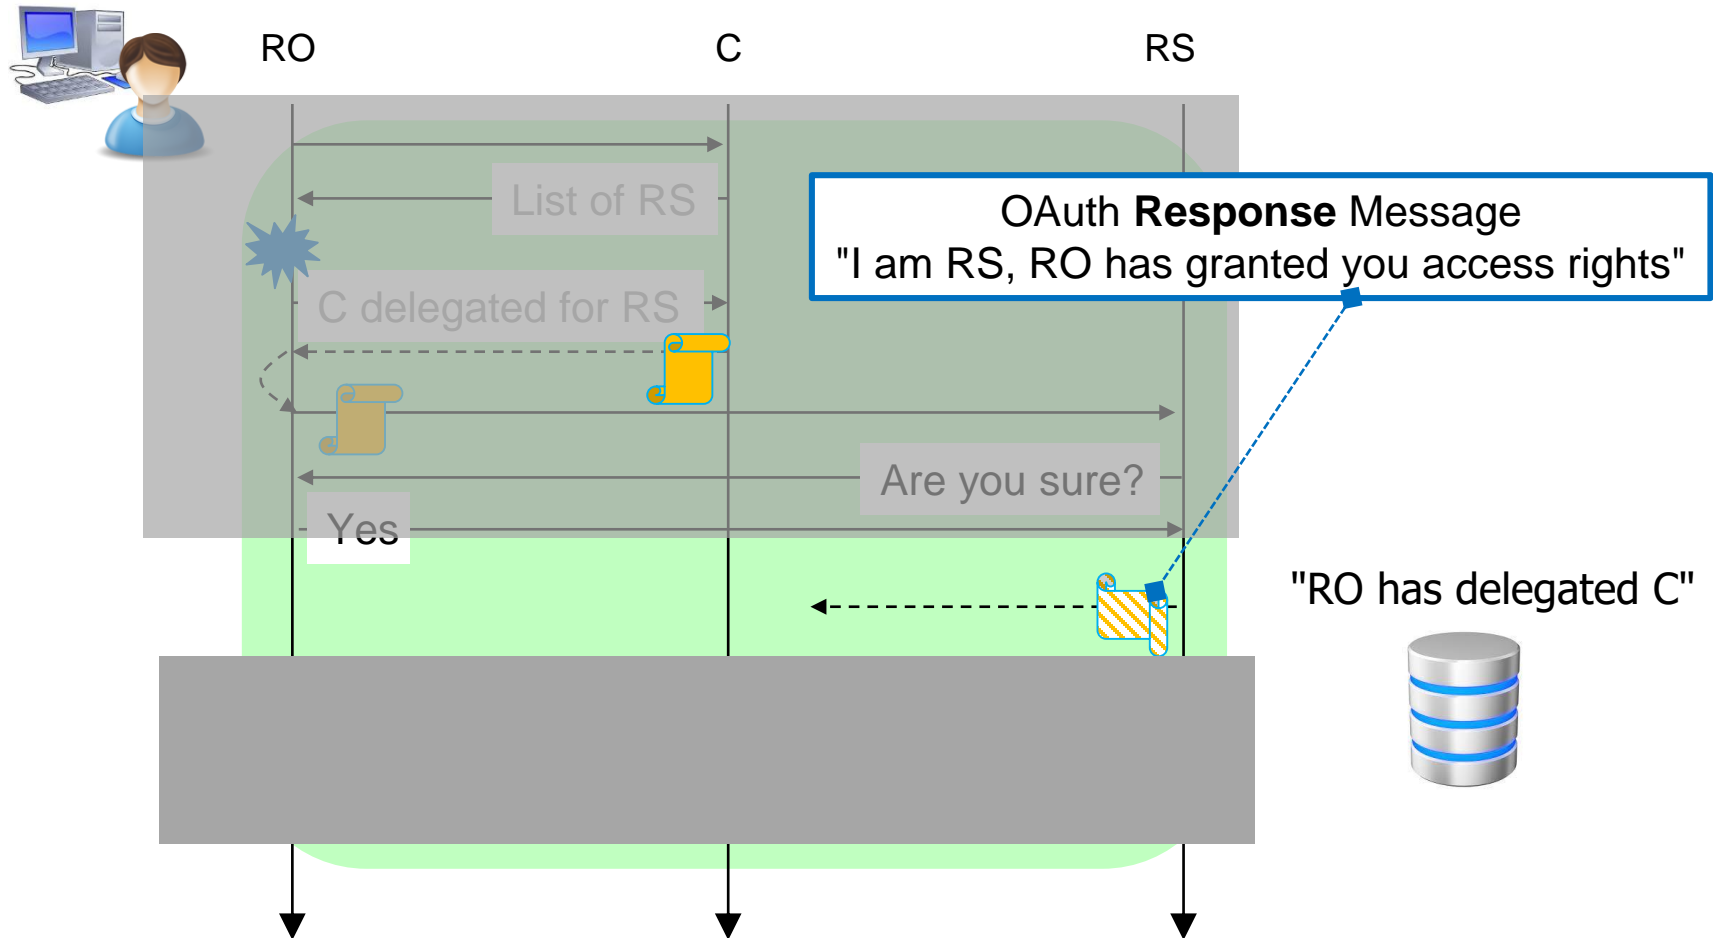 RO
C
RS
List of RS
OAuth Response Message
"I am RS, RO has granted you access rights"
C delegated for RS
Are you sure?
Yes
"RO has delegated C"